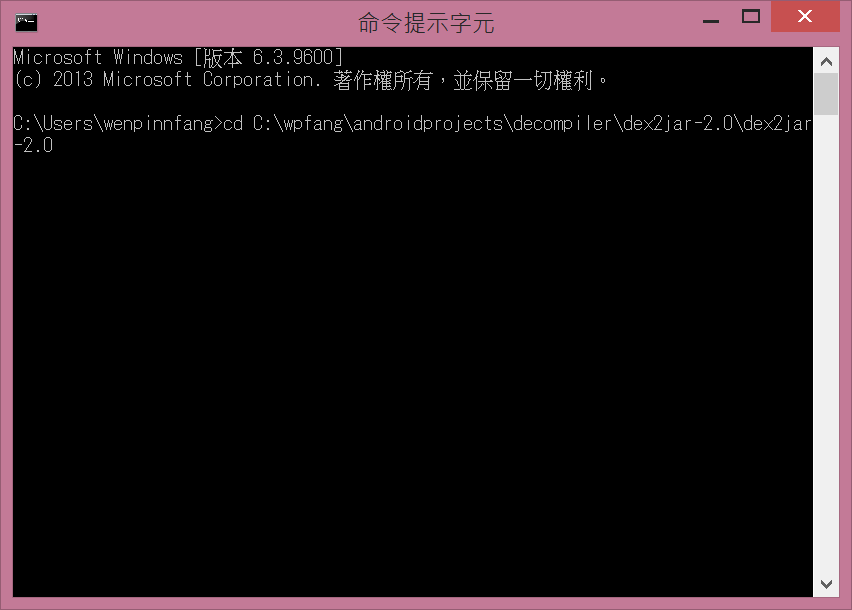 命令提示字元
Microsoft Windows [版本 6.3.9600]
(c) 2013 Microsoft Corporation. 著作權所有，並保留一切權利。
C:\Users\wenpinnfang>cd C:\wpfang\androidprojects\decompiler\dex2jar-2.0\dex2jar
-2.0